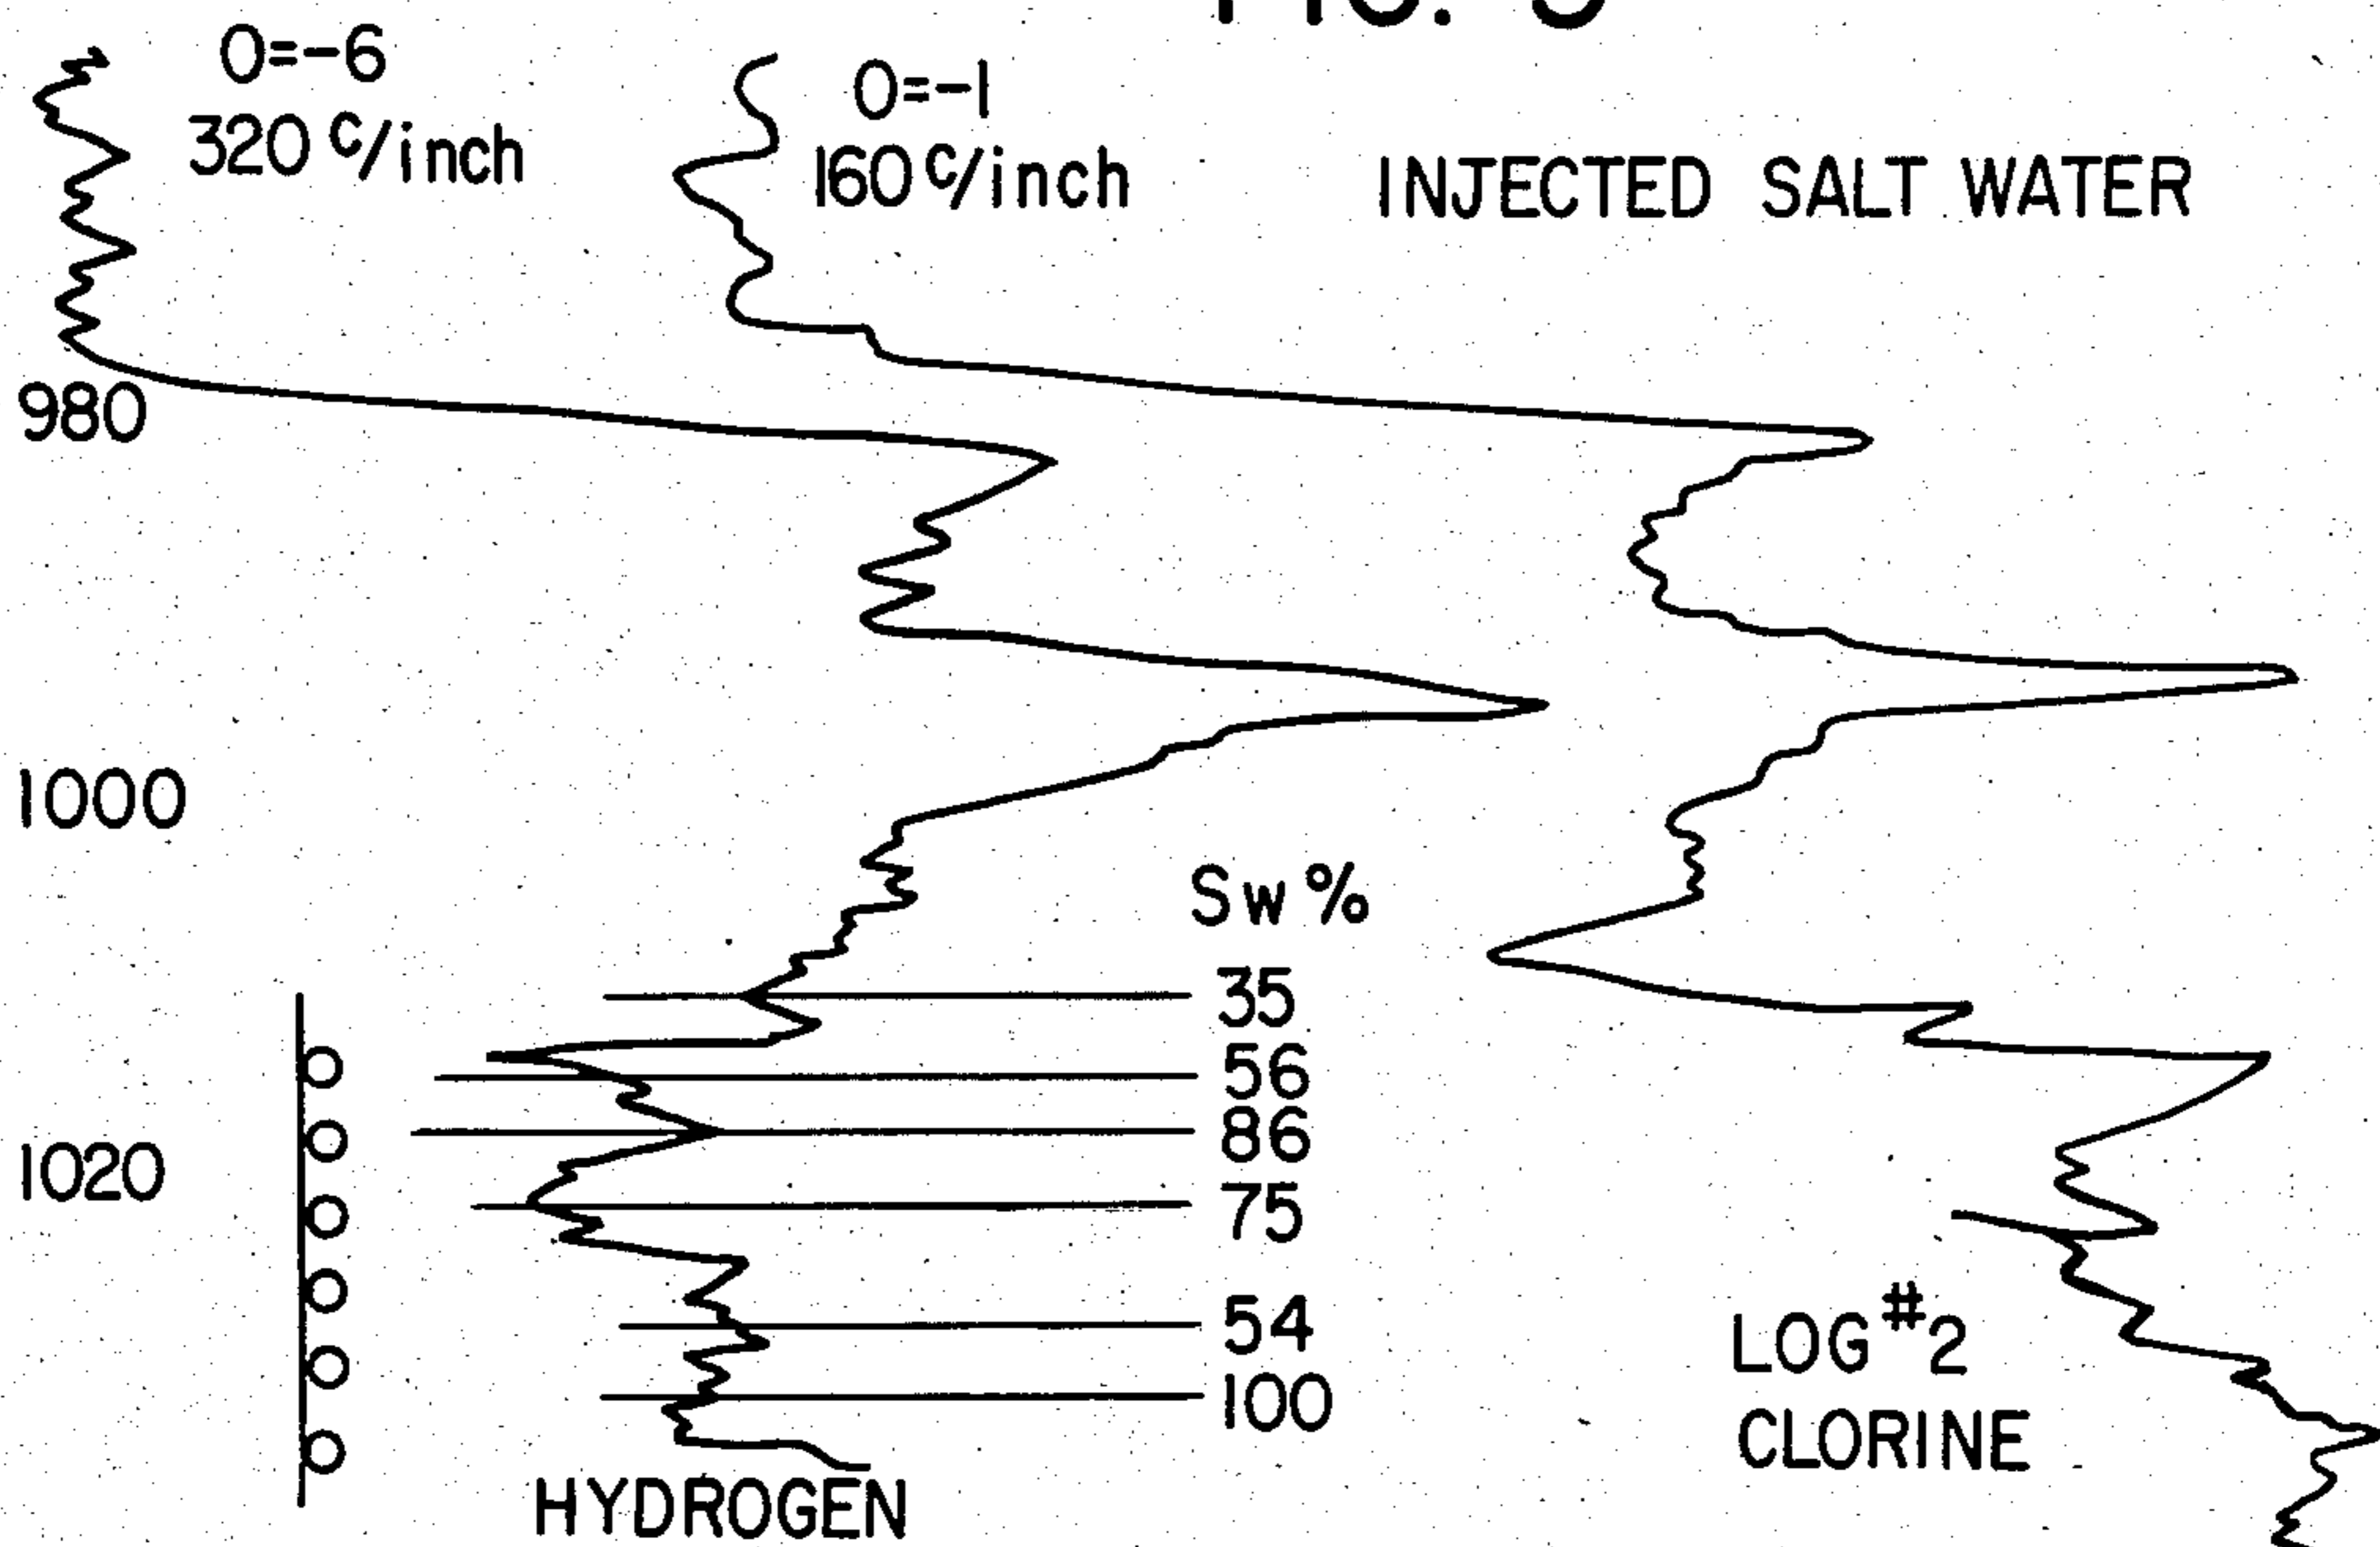 0=-6
320 c/inch
0=-1
160 c/inch
INJECTED SALT WATER
980
1000
Sw %
35
56
86
1020
75
54
100
LOG #2
CLORINE
HYDROGEN